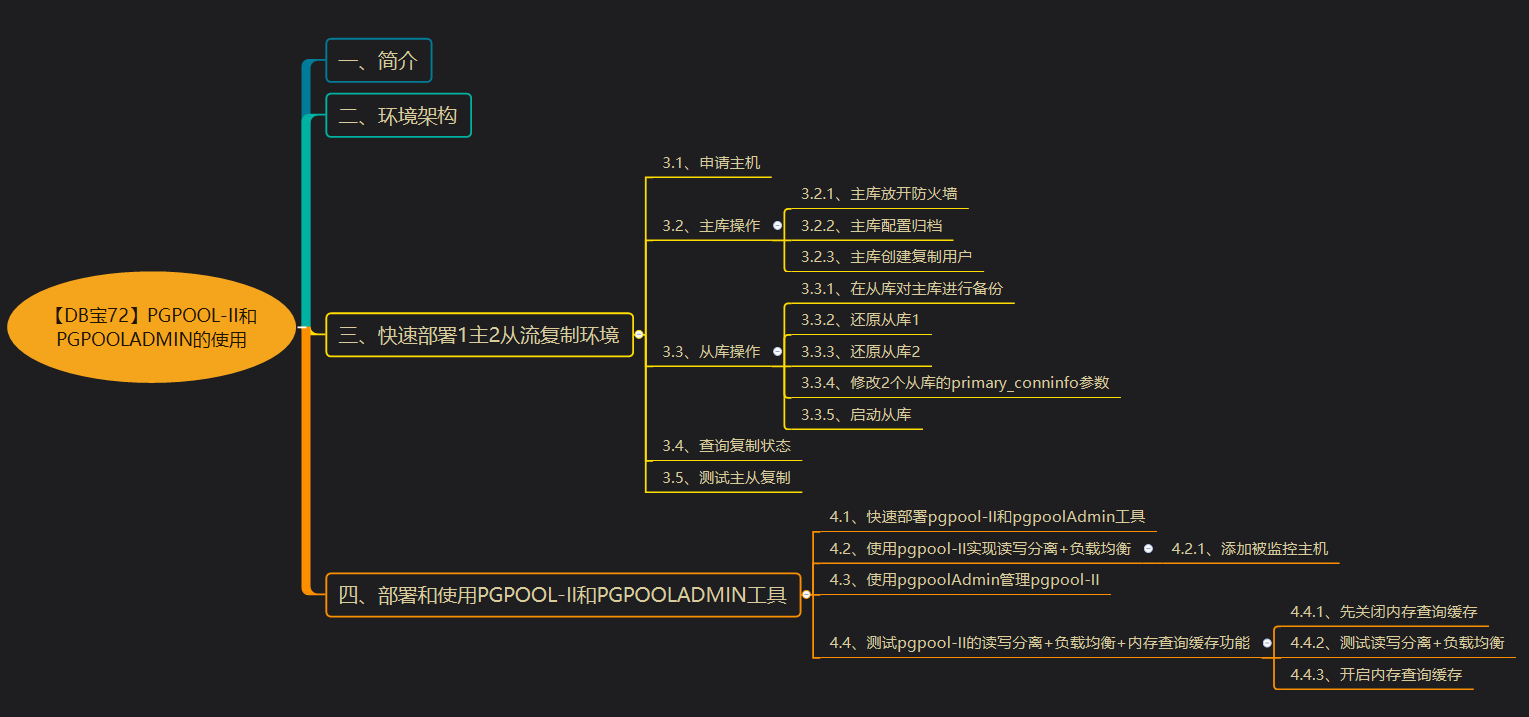 【DB宝72】PGPOOL-II和
PGPOOLADMIN的使用
一、简介
二、环境架构
三、快速部署1主2从流复制环境
3.1、申请主机
3.2、主库操作
3.2.1、主库放开防火墙
3.2.2、主库配置归档
3.2.3、主库创建复制用户
3.3、从库操作
3.3.1、在从库对主库进行备份
3.3.2、还原从库1
3.3.3、还原从库2
3.3.4、修改2个从库的primary_conninfo参数
3.3.5、启动从库
3.4、查询复制状态
3.5、测试主从复制
四、部署和使用PGPOOL-II和PGPOOLADMIN工具
4.1、快速部署pgpool-II和pgpoolAdmin工具
4.2、使用pgpool-II实现读写分离+负载均衡
4.2.1、添加被监控主机
4.3、使用pgpoolAdmin管理pgpool-II
4.4、测试pgpool-II的读写分离+负载均衡+内存查询缓存功能
4.4.1、先关闭内存查询缓存
4.4.2、测试读写分离+负载均衡
4.4.3、开启内存查询缓存